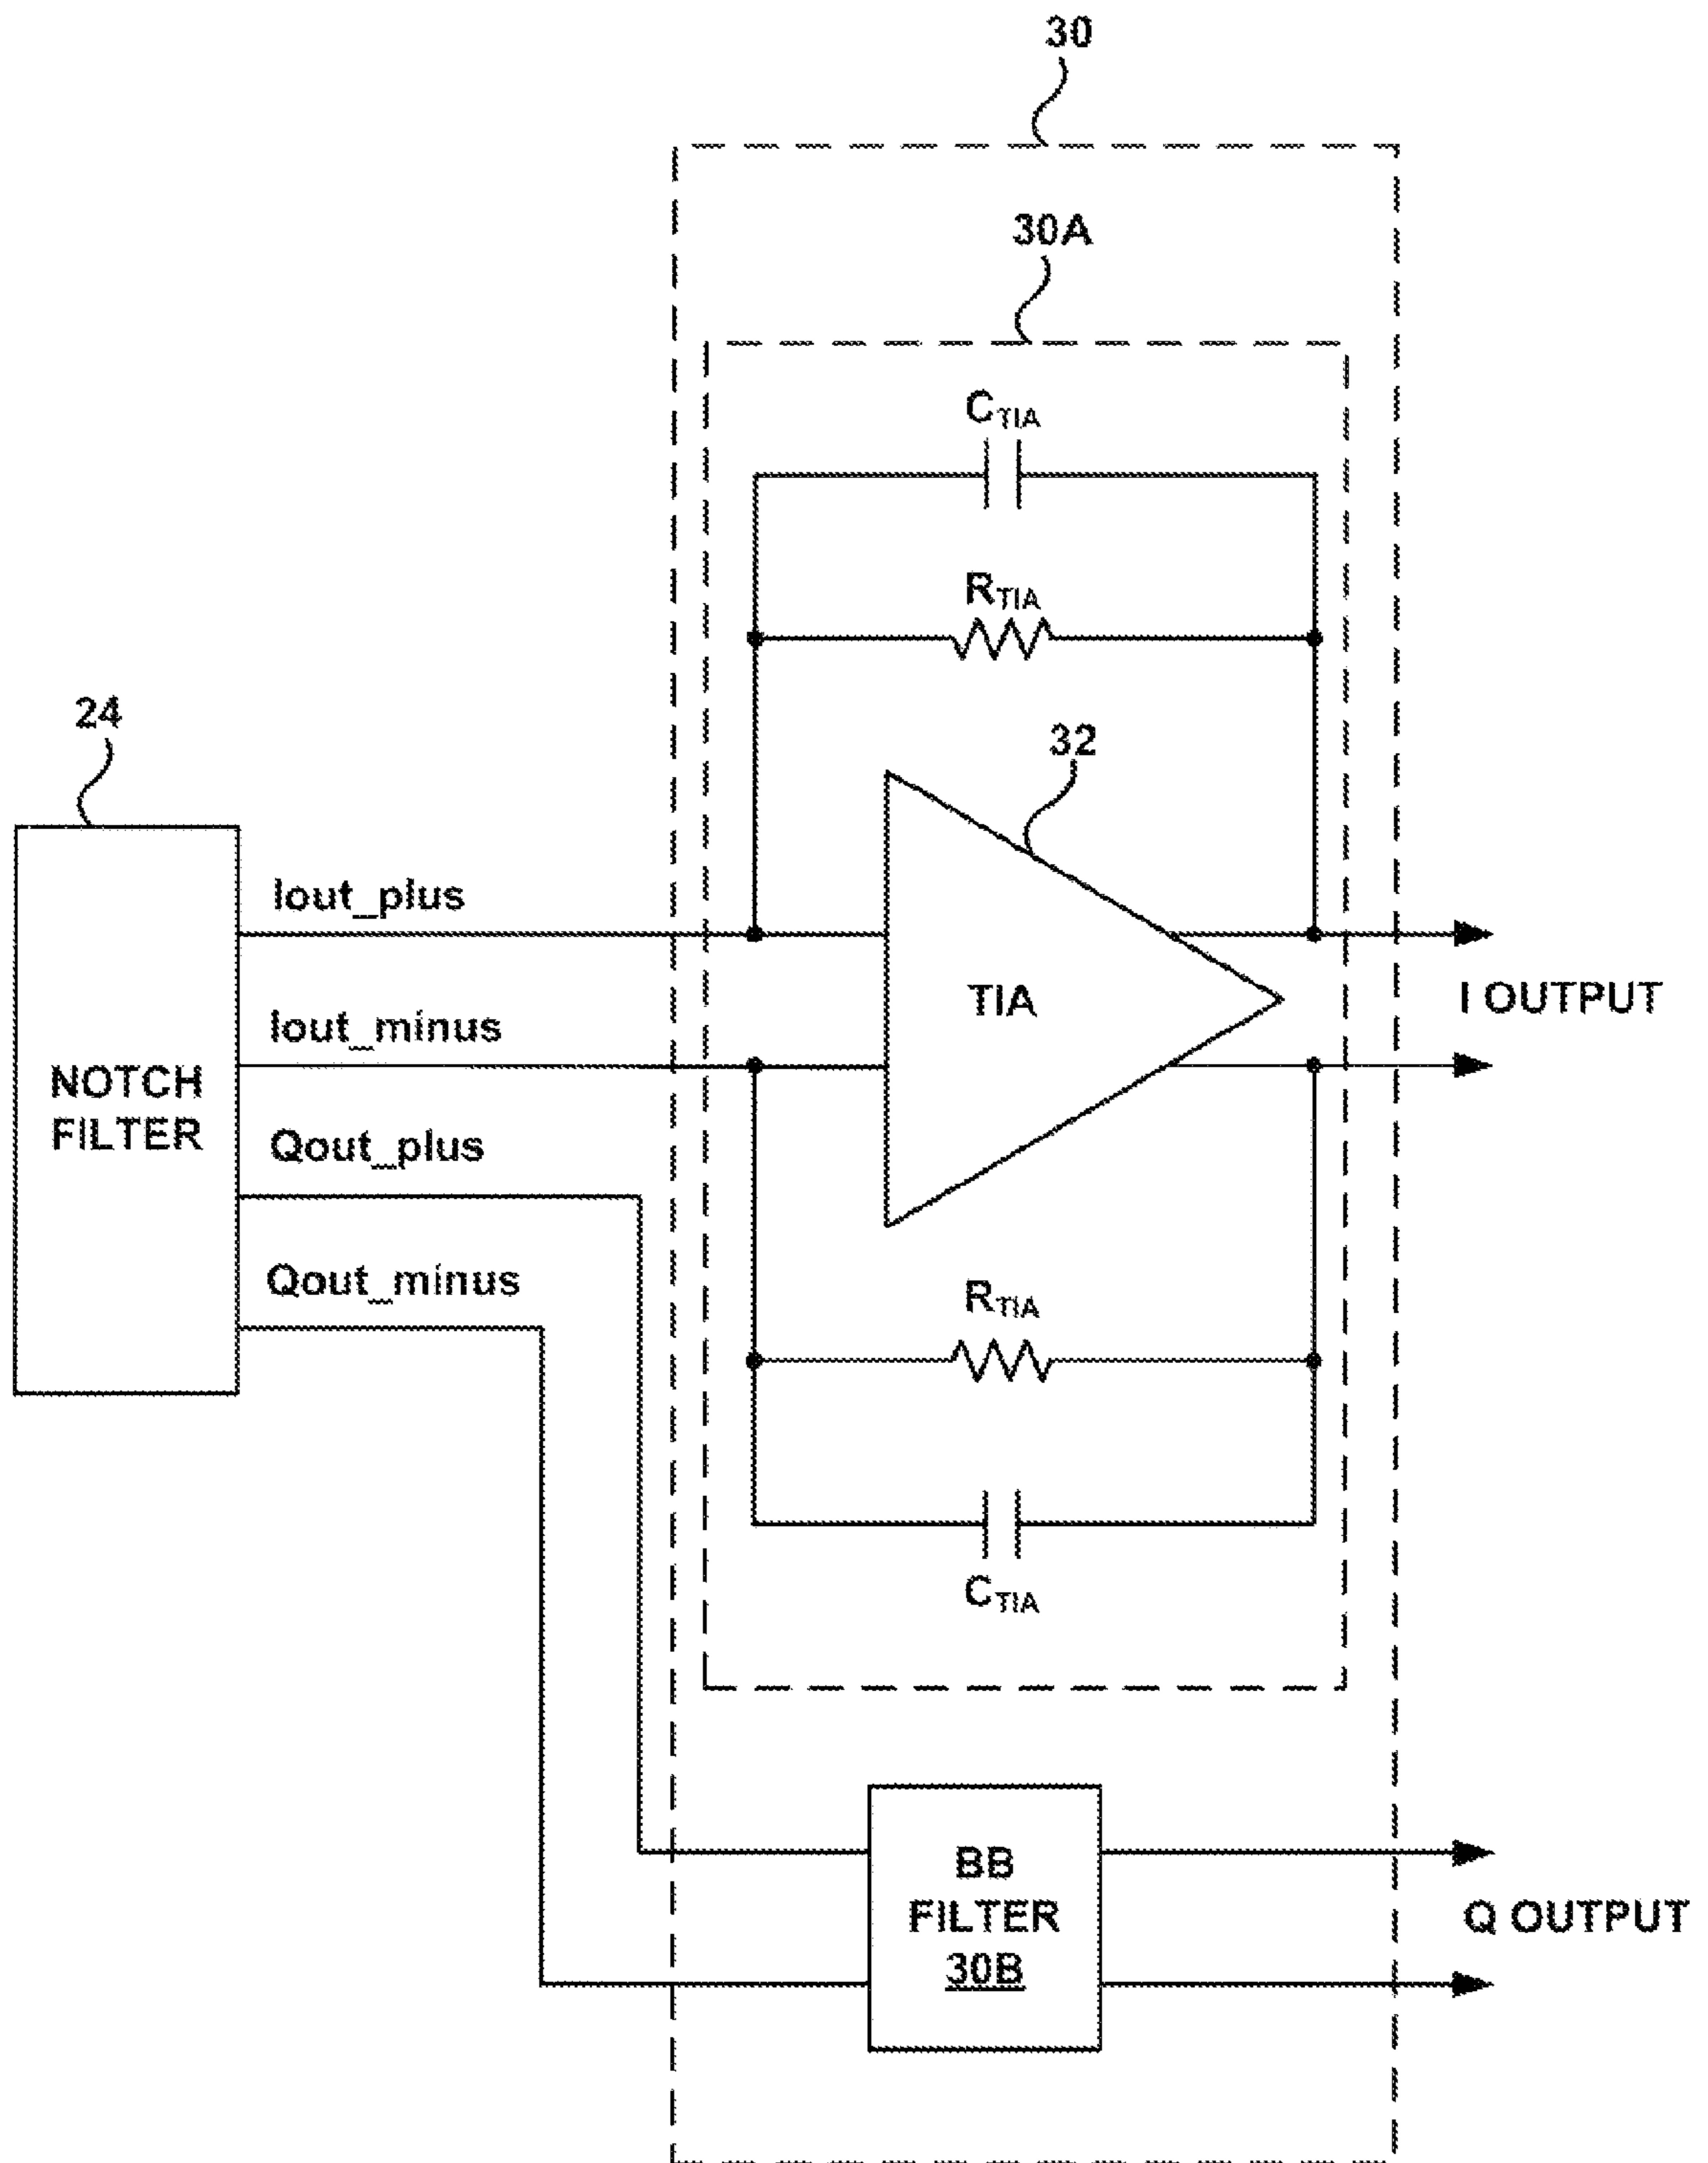 30
30A
CTIA
RTIA
24
32
Iout_plus
TIA
I OUTPUT
Iout_minus
NOTCH
FILTER
Qout_plus
Qout_minus
RTIA
CTIA
BB
FILTER
30B
Q OUTPUT